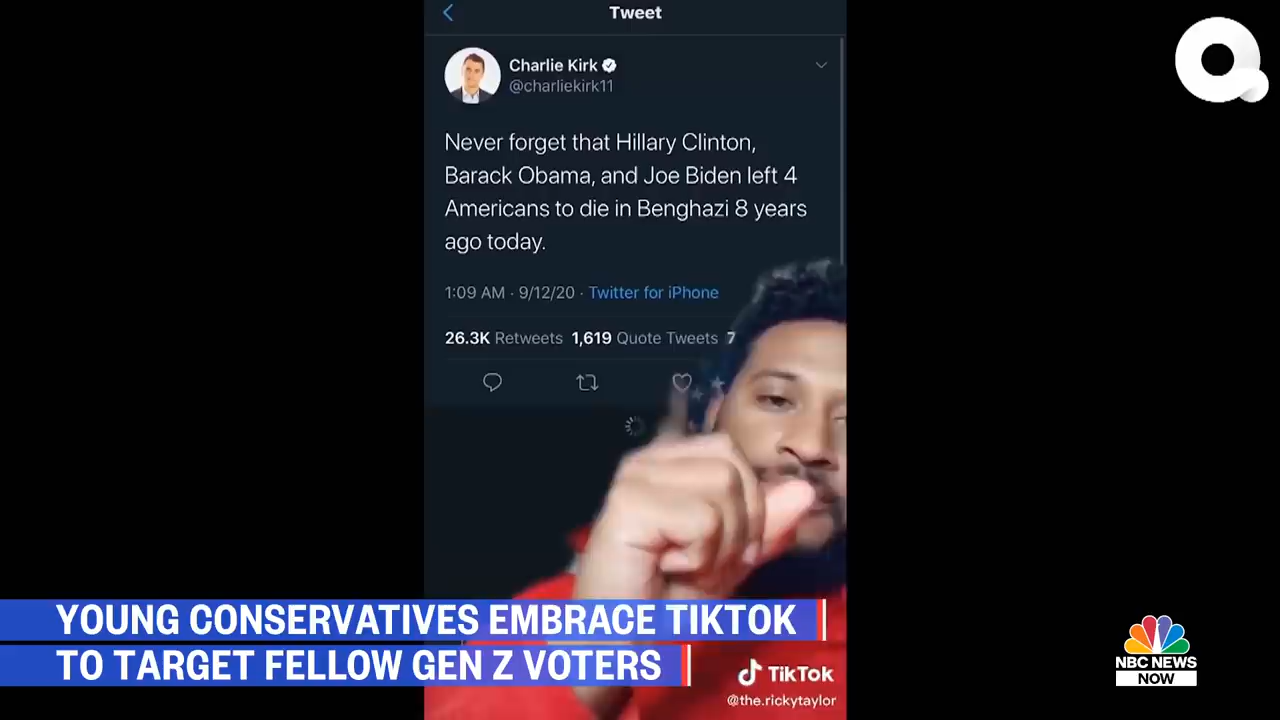 Tweet
Charlie Kirk
@charliekirk11
Never forget that Hillary Clinton,
Barack Obama, and Joe Biden left 4
Americans to die in Benghazi 8 years
ago today.
1:09 AM · 9/12/20 · Twitter for iPhone
26.3K Retweets 1,619 Quote Tweets 7
YOUNG CONSERVATIVES EMBRACE TIKTOK
TO TARGET FELLOW GEN Z VOTERS
TikTok
@the.rickytaylor
NBC NEWS
NOW